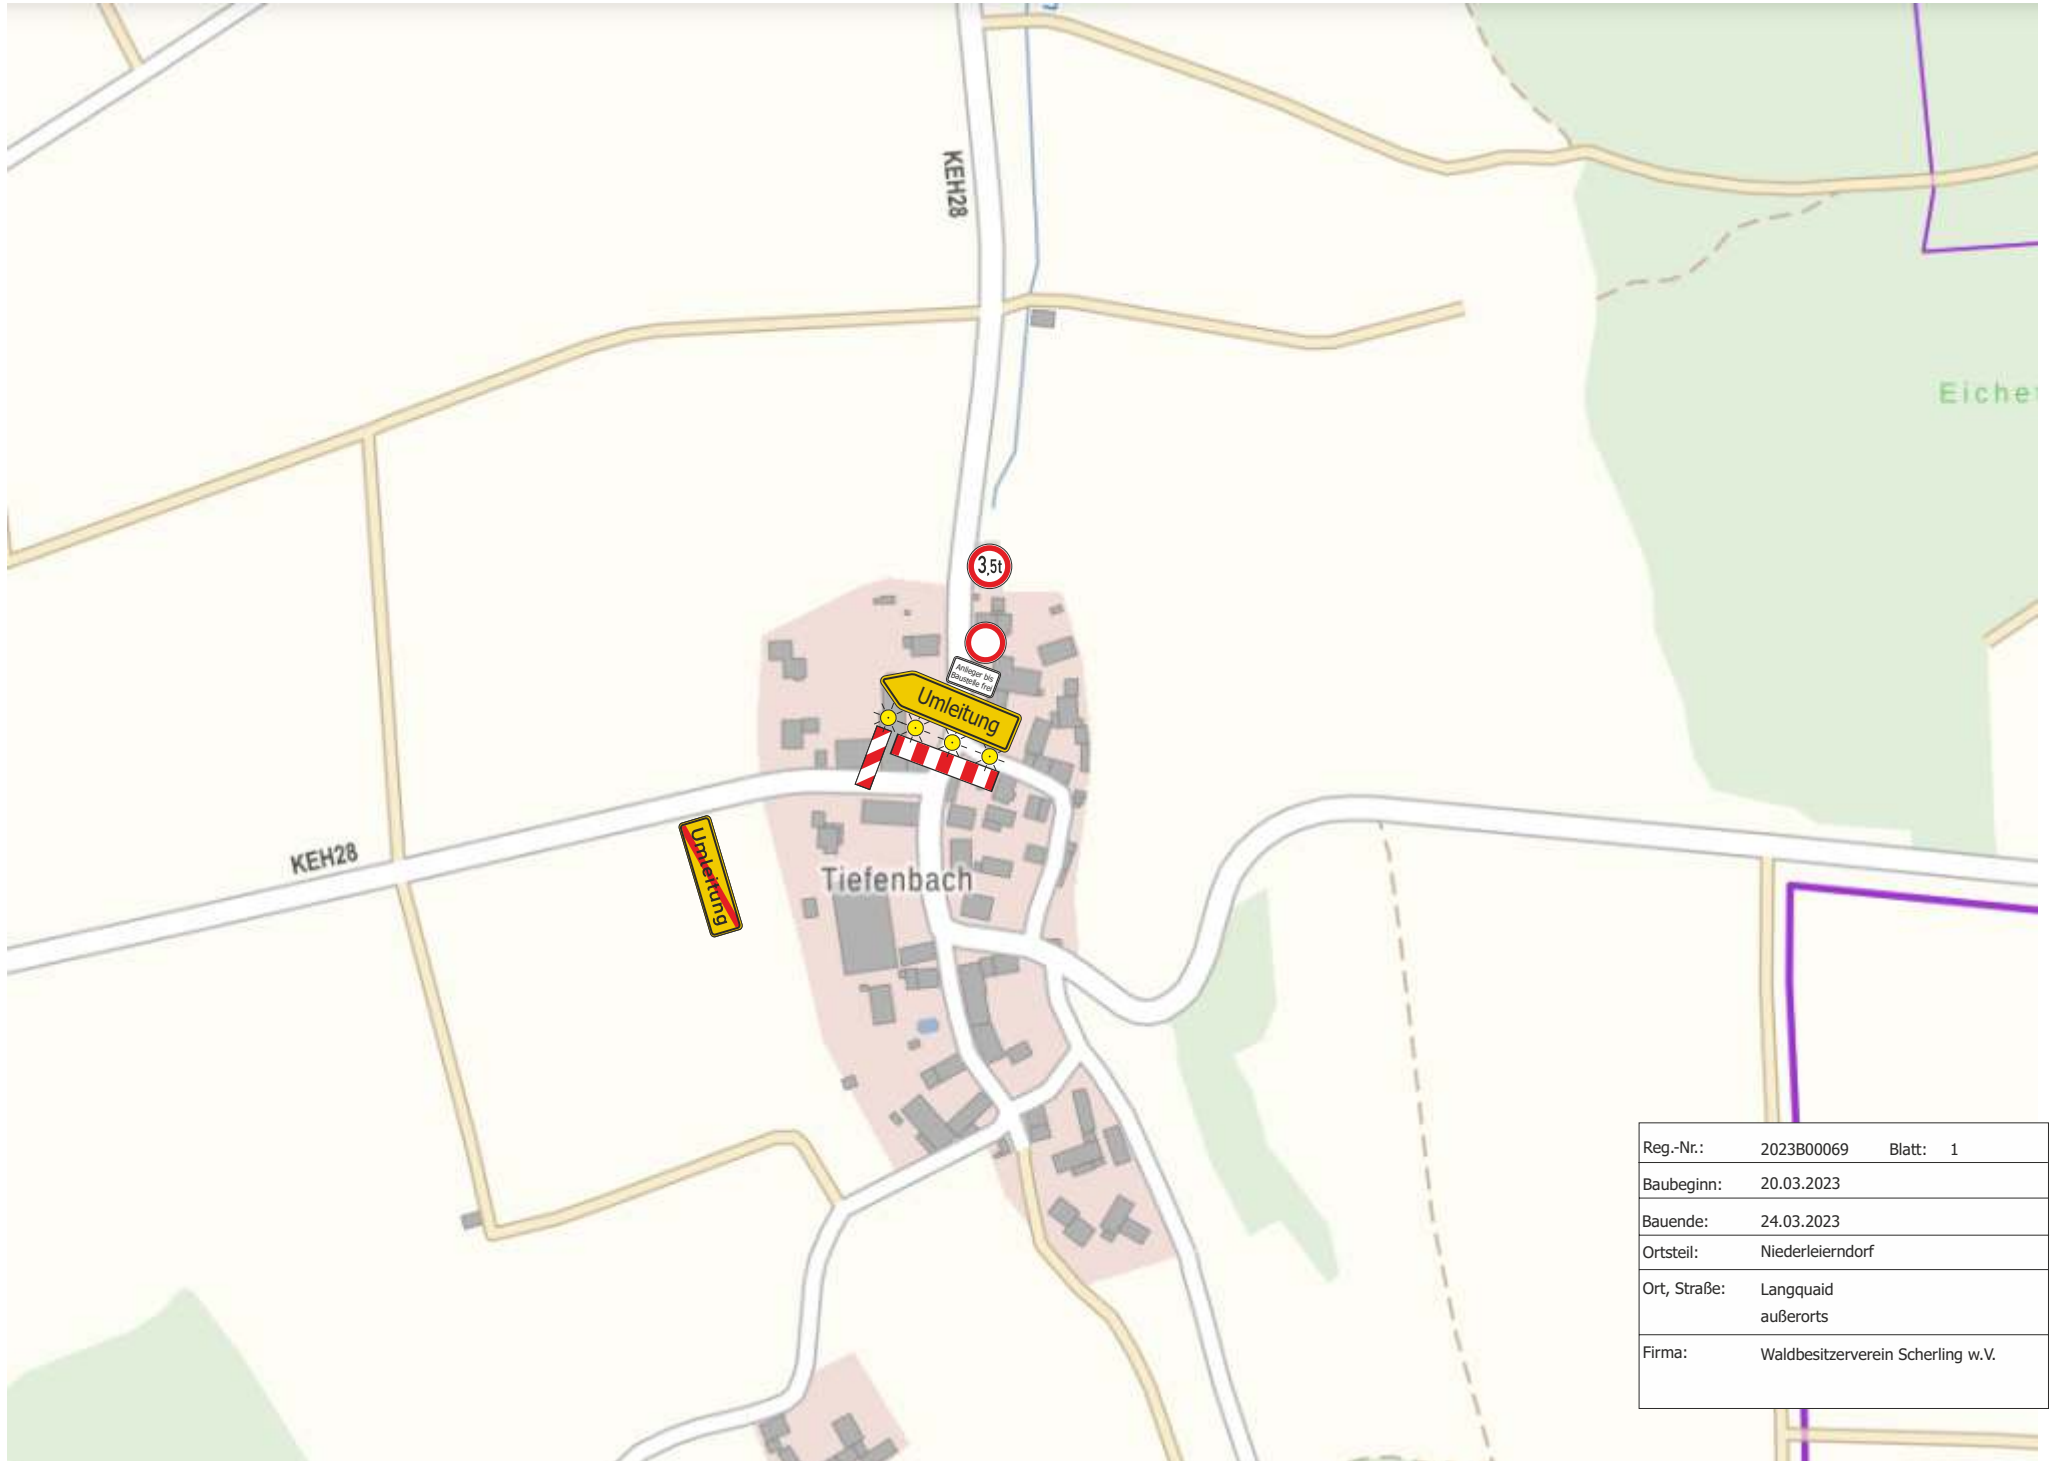 KEH28
Eiche
3,5t
Anlieger bis
Baustelle frei
Umleitung
KEH28
Umleitung
Tiefenbach
Reg.-Nr.: 2023B00069 Blatt: 1
Baubeginn: 20.03.2023
Bauende: 24.03.2023
Ortsteil: Niederleierndorf
Ort, Straße: Langquaid
außerorts
Firma: Waldbesitzerverein Scherling w.V.